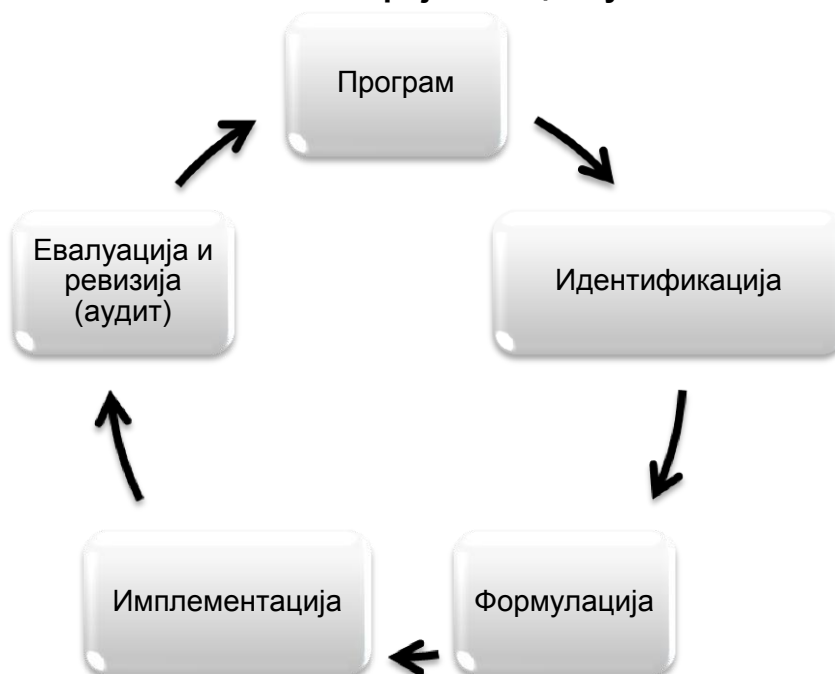 Програм
Идентификација
Формулација
Имплементација
Евалуација и
ревизија
(аудит)